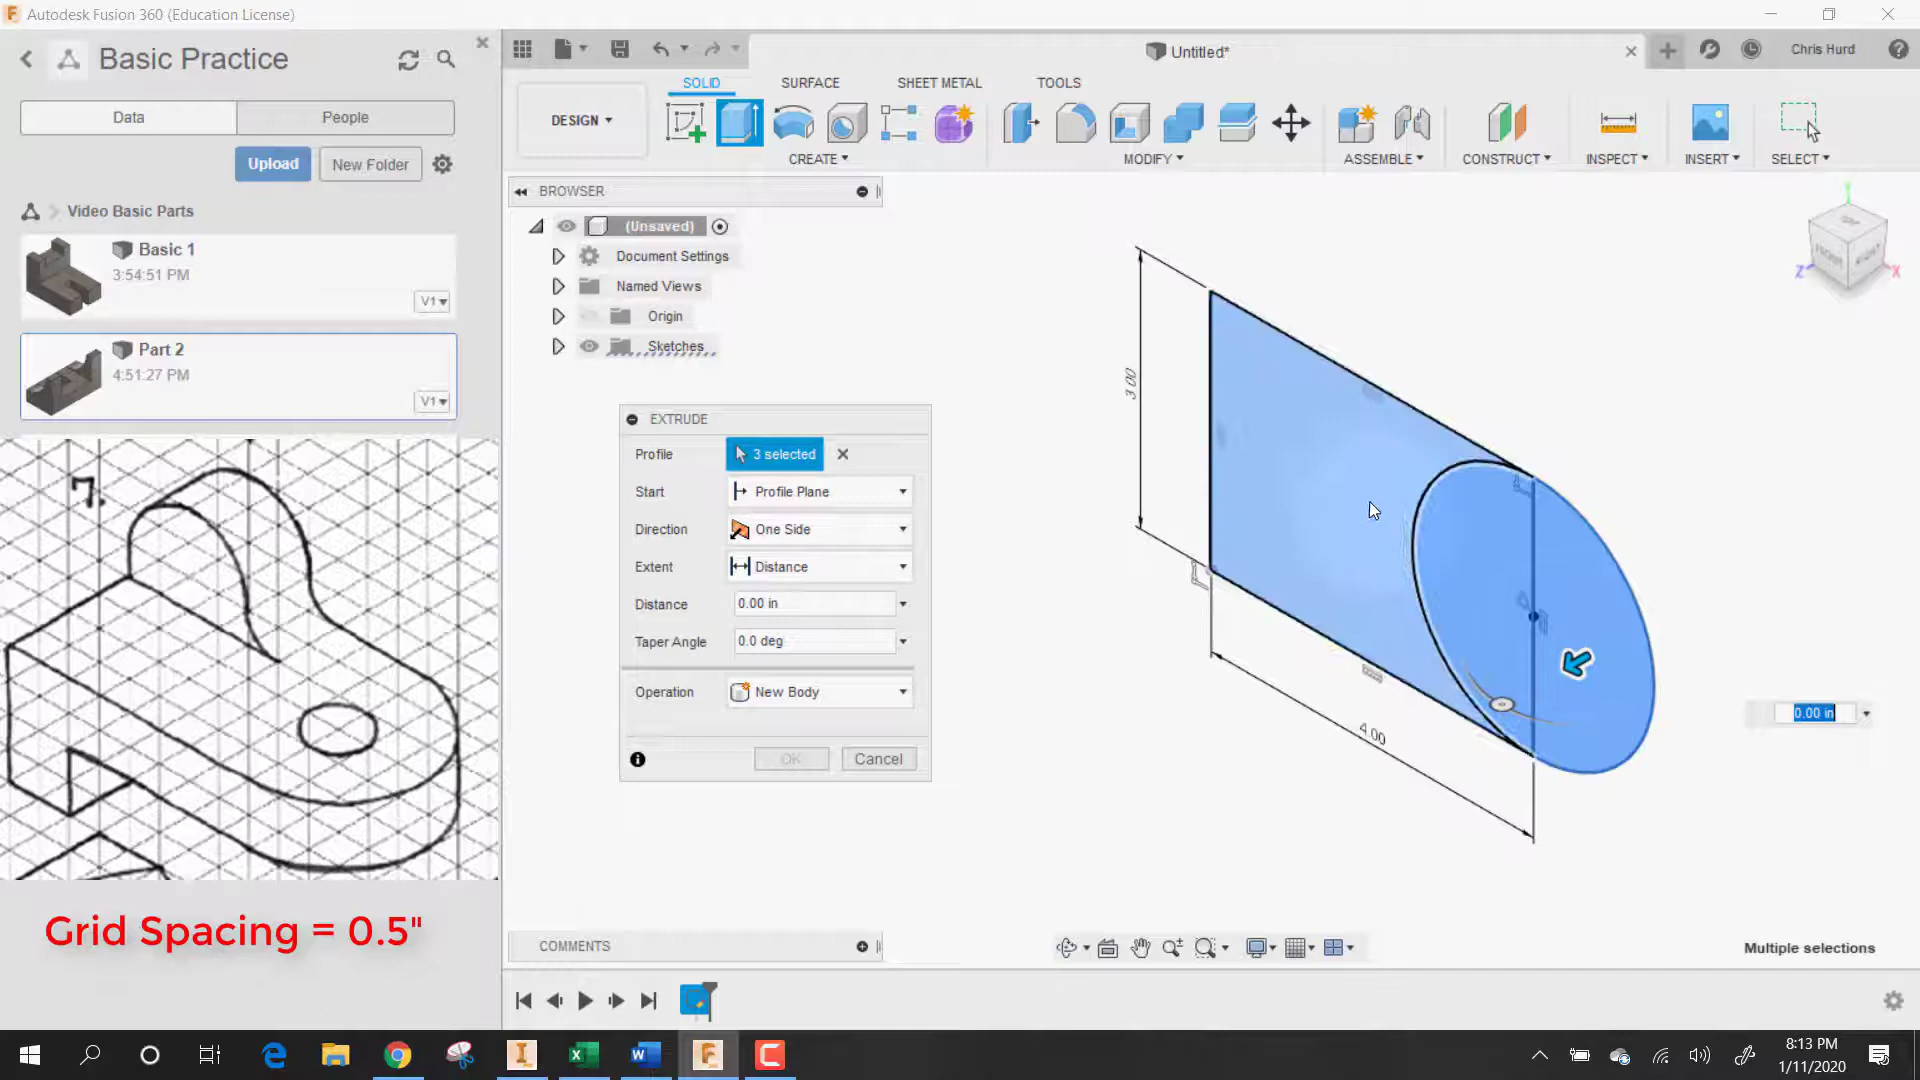 Autodesk Fusion 360 (Education License)
Basic Practice
Data
People
Upload
New Folder
Video Basic Parts
Basic 1
3:54:51 PM
V1
Part 2
4:51:27 PM
V1
7.
Grid Spacing = 0.5"
Untitled*
Chris Hurd
DESIGN
SOLID
SURFACE
SHEET METAL
TOOLS
CREATE
MODIFY
ASSEMBLE
CONSTRUCT
INSPECT
INSERT
SELECT
BROWSER
(Unsaved)
Document Settings
Named Views
Origin
Sketches
EXTRUDE
Profile
3 selected
Start
Profile Plane
Direction
One Side
Extent
Distance
Distance
0.00 in
Taper Angle
0.0 deg
Operation
New Body
OK
Cancel
3.00
4.00
0.00 in
FRONT
RIGHT
Z
X
Y
COMMENTS
Multiple selections
8:13 PM
1/11/2020